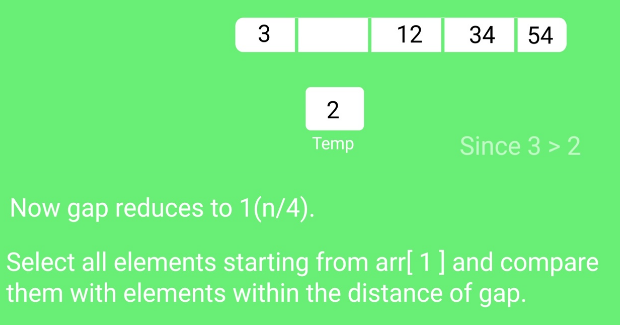 3 12 34 54
2
Temp
Since 3 > 2
Now gap reduces to 1(n/4).
Select all elements starting from arr[ 1 ] and compare
them with elements within the distance of gap.